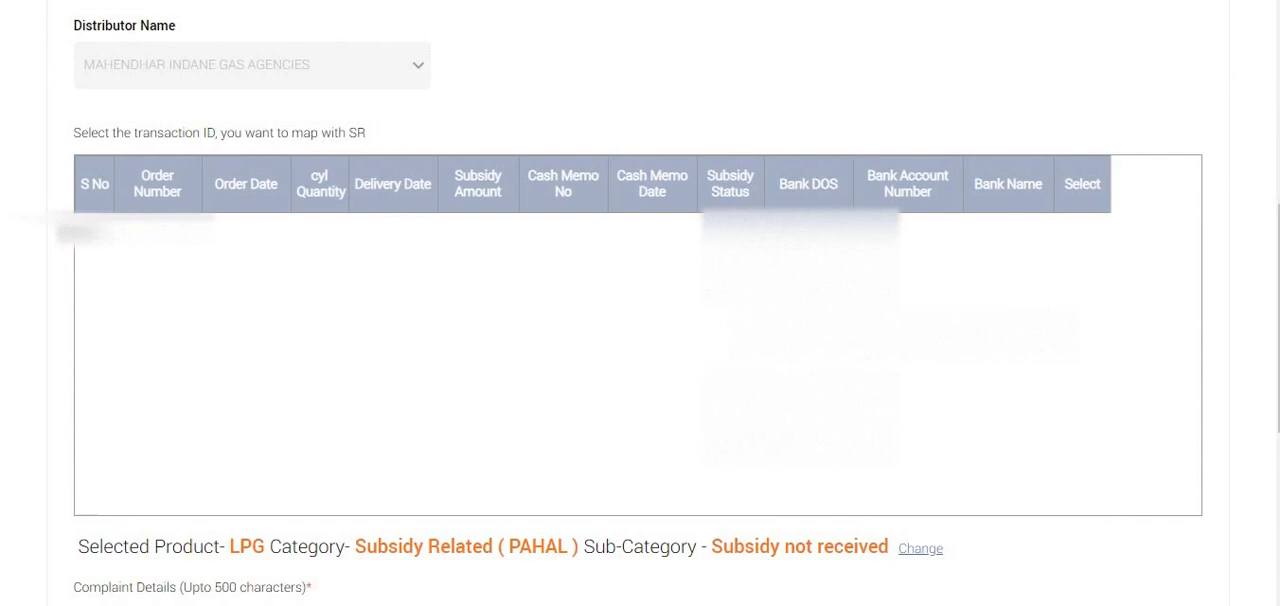 Distributor Name
MAHENDHAR INDANE GAS AGENCIES
Select the transaction ID, you want to map with SR
S No Order Number Order Date cyl Quantity Delivery Date Subsidy Amount Cash Memo No Cash Memo Date Subsidy Status Bank DOS Bank Account Number Bank Name Select
Selected Product- LPG Category- Subsidy Related ( PAHAL ) Sub-Category - Subsidy not received Change
Complaint Details (Upto 500 characters)*